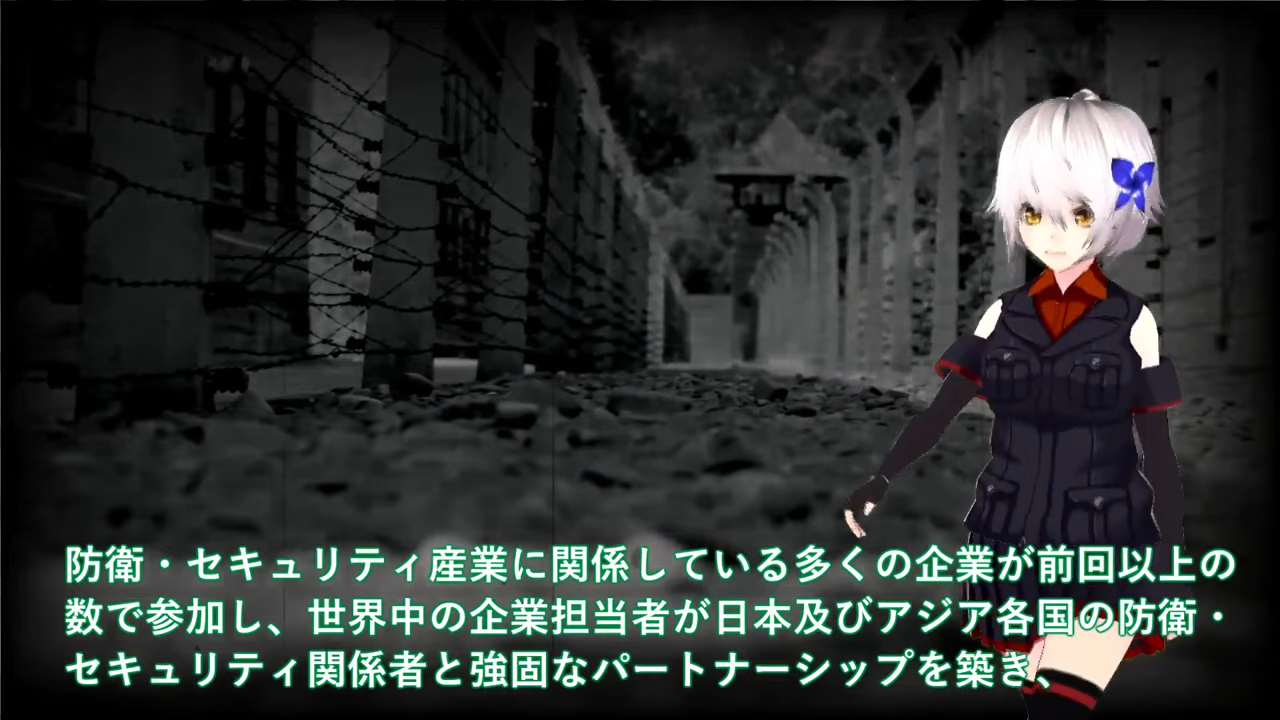 防衛・セキュリティ産業に関係している多くの企業が前回以上の
数で参加し、世界中の企業担当者が日本及びアジア各国の防衛・
セキュリティ関係者と強固なパートナーシップを築き、